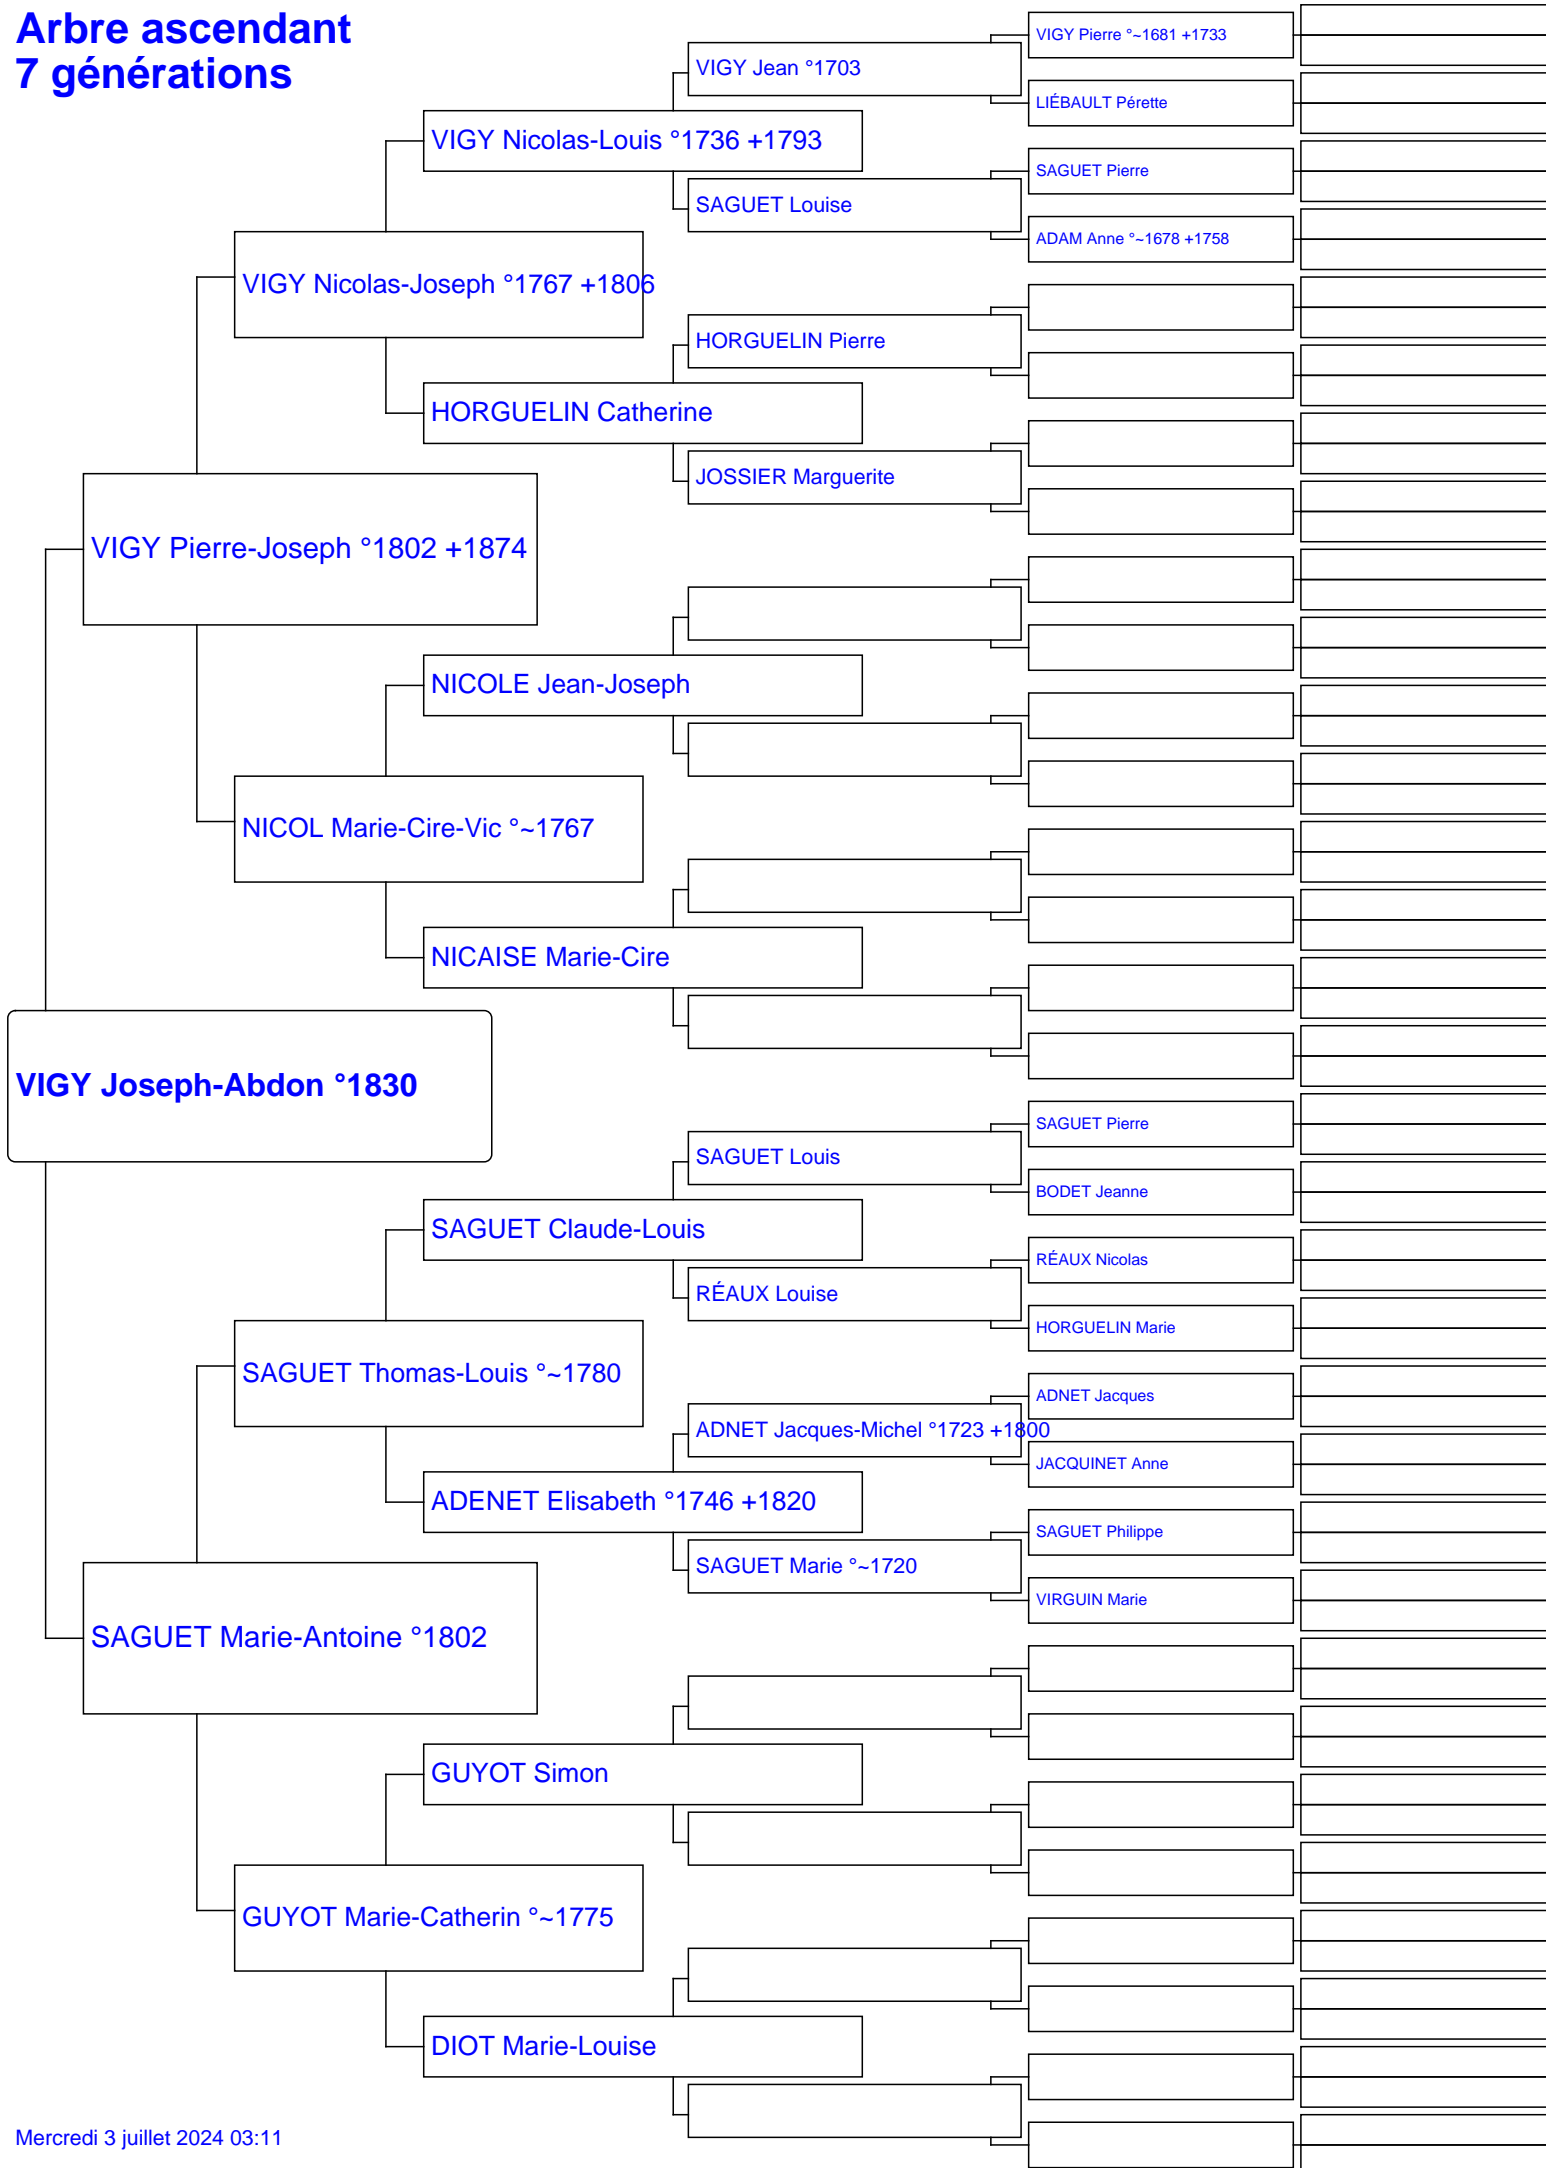 Arbre ascendant
7 générations
VIGY Pierre °~1681 +1733
VIGY Jean °1703
LIÉBAULT Pérette
VIGY Nicolas-Louis °1736 +1793
SAGUET Pierre
SAGUET Louise
ADAM Anne °~1678 +1758
VIGY Nicolas-Joseph °1767 +1806
HORGUELIN Pierre
HORGUELIN Catherine
JOSSIER Marguerite
VIGY Pierre-Joseph °1802 +1874
NICOLE Jean-Joseph
NICOL Marie-Cire-Vic °~1767
NICAISE Marie-Cire
VIGY Joseph-Abdon °1830
SAGUET Pierre
SAGUET Louis
BODET Jeanne
SAGUET Claude-Louis
RÉAUX Nicolas
RÉAUX Louise
HORGUELIN Marie
SAGUET Thomas-Louis °~1780
ADNET Jacques
ADNET Jacques-Michel °1723 +1800
JACQUINET Anne
ADENET Elisabeth °1746 +1820
SAGUET Philippe
SAGUET Marie °~1720
VIRGUIN Marie
SAGUET Marie-Antoine °1802
GUYOT Simon
GUYOT Marie-Catherin °~1775
DIOT Marie-Louise
Mercredi 3 juillet 2024 03:11